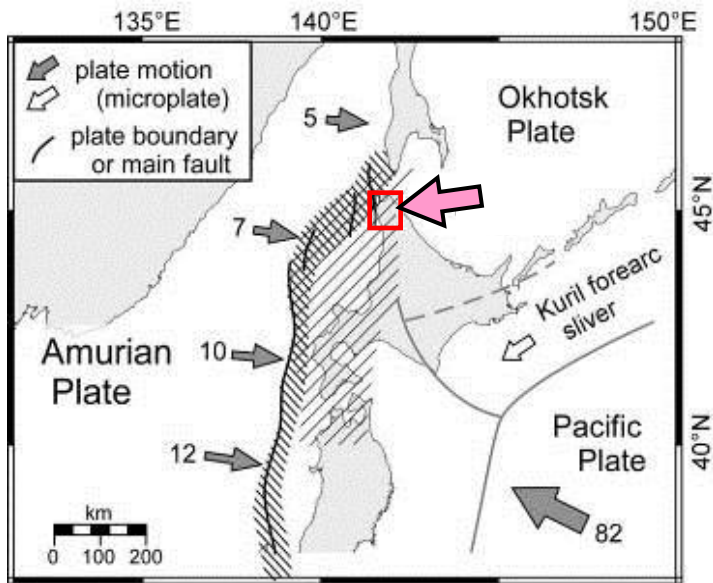 135°E 140°E 150°E
plate motion
(microplate)
plate boundary
or main fault
5
Okhotsk
Plate
45°N
7
Kuril forearc
sliver
10
Amurian
Plate
12
40°N
Pacific
Plate
82
km
0 100 200